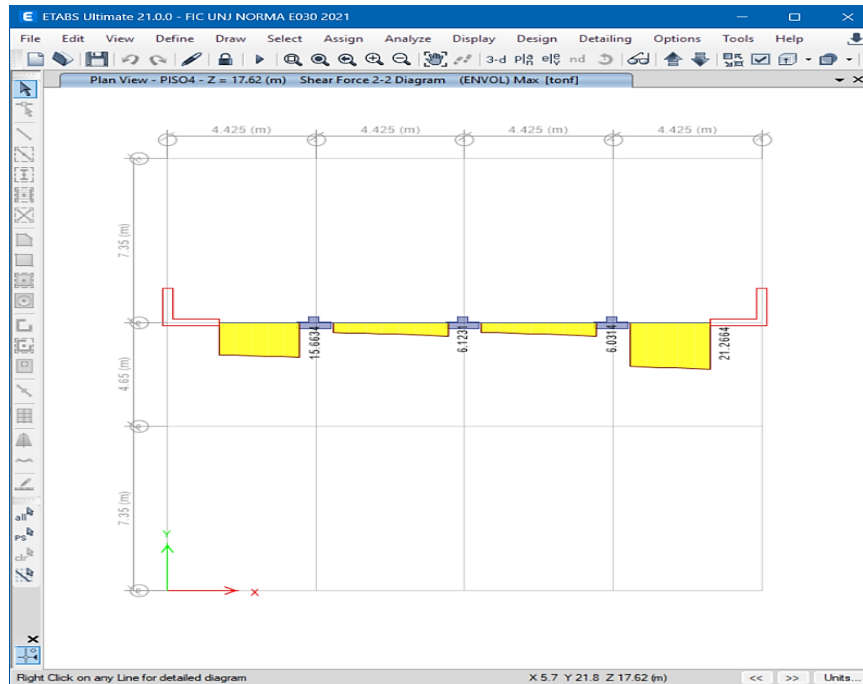 ETABS Ultimate 21.0.0 - FIC UNJ NORMA E030 2021
File Edit View Define Draw Select Assign Analyze Display Design Detailing Options Tools Help
3-d nd
Plan View - PISO4 - Z = 17.62 (m) Shear Force 2-2 Diagram (ENVOL) Max [tonf]
4.425 (m) 4.425 (m) 4.425 (m) 4.425 (m)
7.35 (m)
15.6634 6.1231 6.0314 21.2664
4.65 (m)
7.35 (m)
Y
X
all
PS
clr
Right Click on any Line for detailed diagram X 5.7 Y 21.8 Z 17.62 (m) << >> Units...